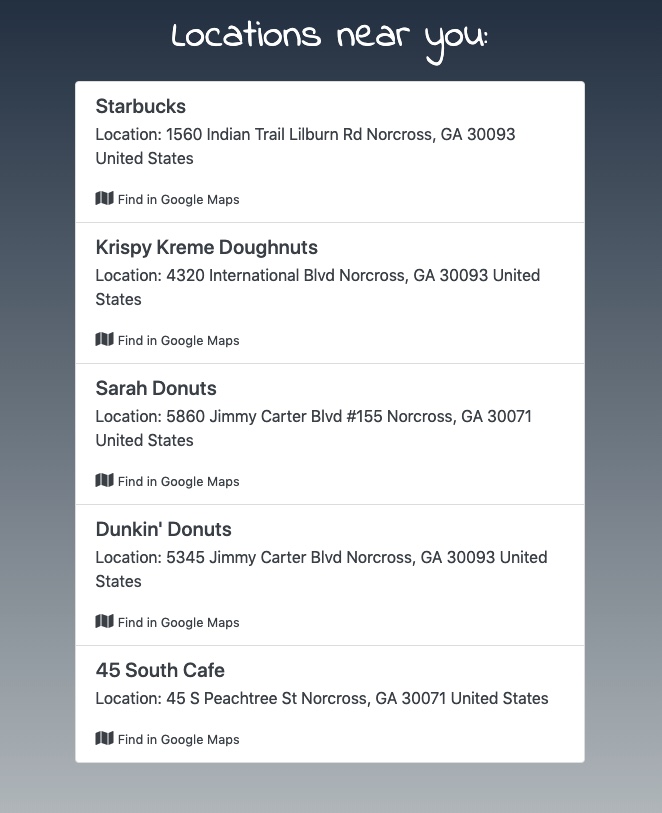 Locations near you:
Starbucks
Location: 1560 Indian Trail Lilburn Rd Norcross, GA 30093
United States
Find in Google Maps
Krispy Kreme Doughnuts
Location: 4320 International Blvd Norcross, GA 30093 United
States
Find in Google Maps
Sarah Donuts
Location: 5860 Jimmy Carter Blvd #155 Norcross, GA 30071
United States
Find in Google Maps
Dunkin' Donuts
Location: 5345 Jimmy Carter Blvd Norcross, GA 30093 United
States
Find in Google Maps
45 South Cafe
Location: 45 S Peachtree St Norcross, GA 30071 United States
Find in Google Maps